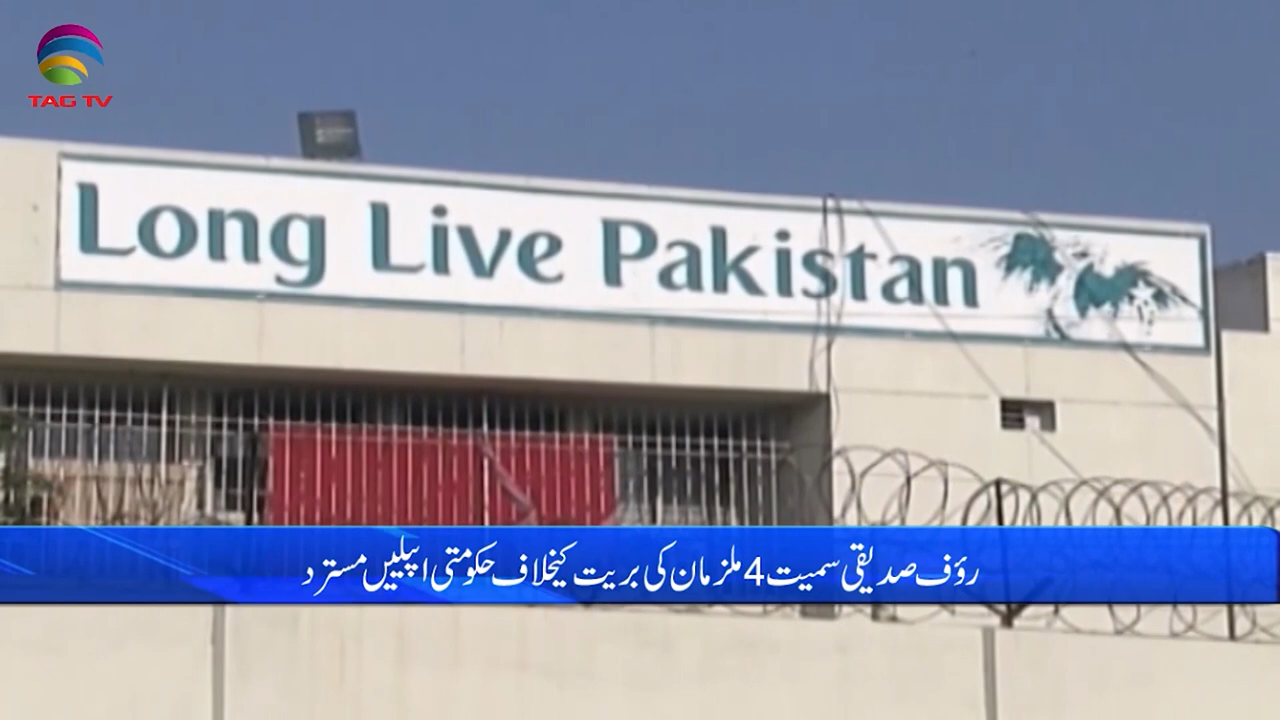 TAG TV
Long Live Pakistan
رؤف صدیقی سمیت 4 ملزمان کی بریت کیخلاف حکومتی اپیلیں مسترد